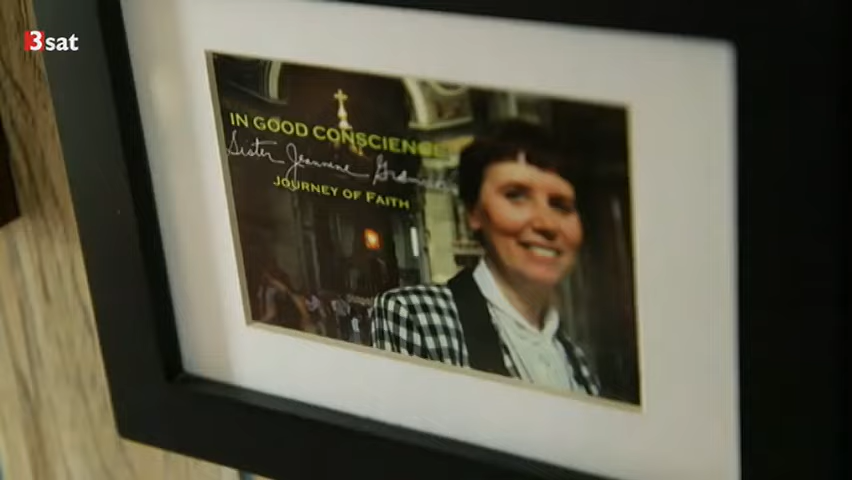 3sat
IN GOOD CONSCIENCE
Sister Jeannine
JOURNEY OF FAITH